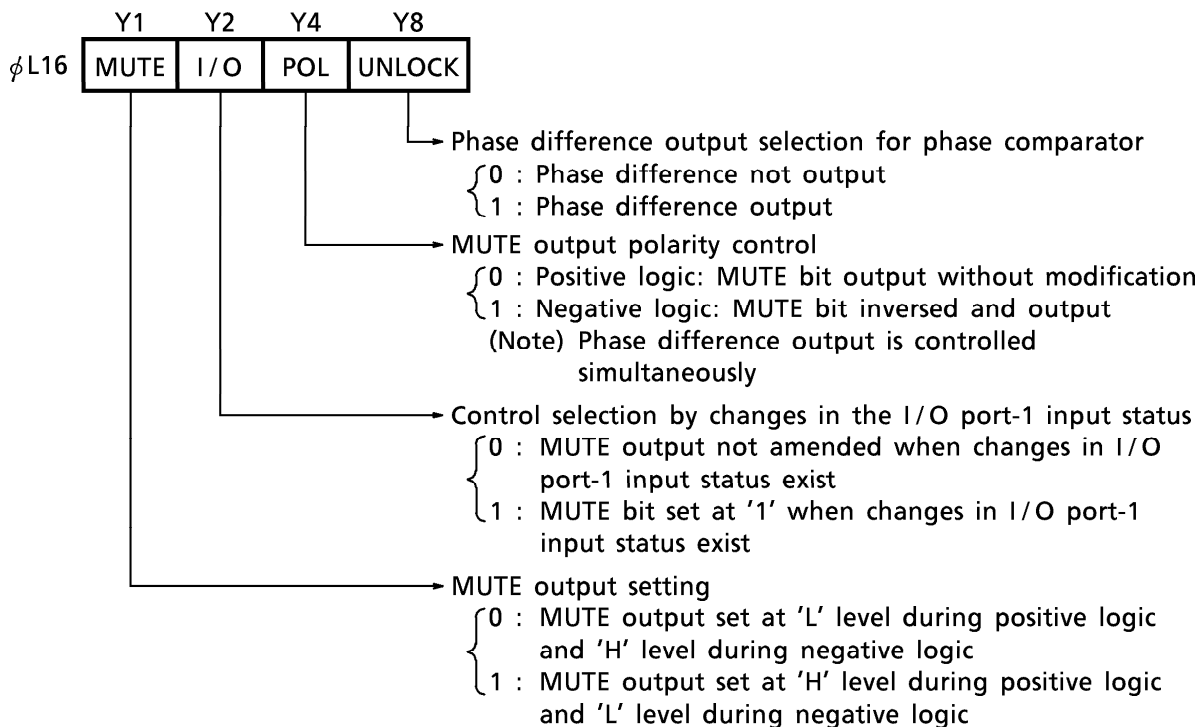 Y1 Y2 Y4 Y8
ϕL16 MUTE I/O POL UNLOCK
Phase difference output selection for phase comparator
0 : Phase difference not output
1 : Phase difference output
MUTE output polarity control
0 : Positive logic: MUTE bit output without modification
1 : Negative logic: MUTE bit inversed and output
(Note) Phase difference output is controlled
simultaneously
Control selection by changes in the I/O port-1 input status
0 : MUTE output not amended when changes in I/O
port-1 input status exist
1 : MUTE bit set at '1' when changes in I/O port-1
input status exist
MUTE output setting
0 : MUTE output set at 'L' level during positive logic
and 'H' level during negative logic
1 : MUTE output set at 'H' level during positive logic
and 'L' level during negative logic